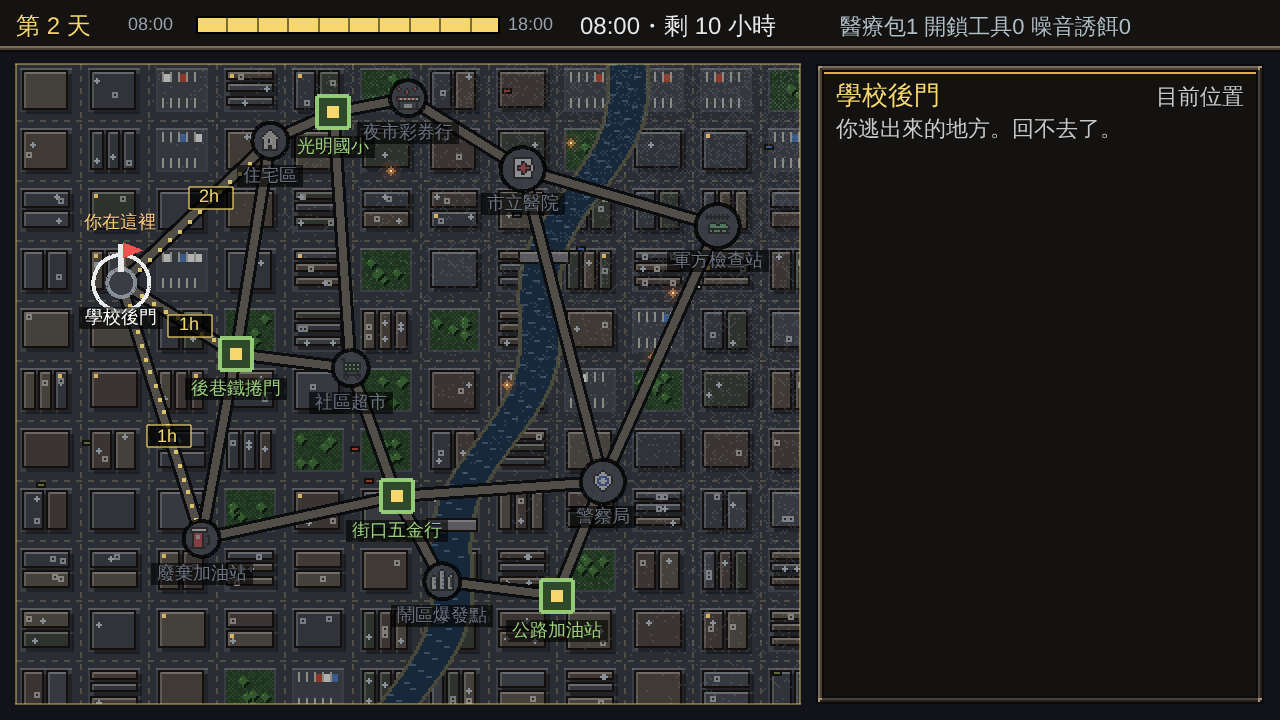 第 2 天
08:00
18:00
08:00・剩 10 小時
醫療包1 開鎖工具0 噪音誘餌0
學校後門
目前位置
你逃出來的地方。回不去了。
夜市彩券行
光明國小
住宅區
2h
市立醫院
你在這裡
軍方檢查站
學校後門
1h
後巷鐵捲門
社區超市
1h
街口五金行
警察局
廢棄加油站
鬧區爆發點
公路加油站